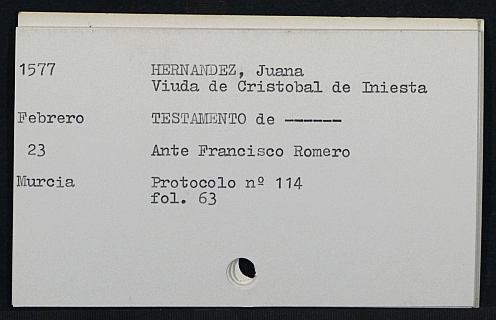 1577 HERNANDEZ, Juana
Viuda de Cristobal de Iniesta
Febrero TESTAMENTO de ------
23 Ante Francisco Romero
Murcia Protocolo nº 114
fol. 63